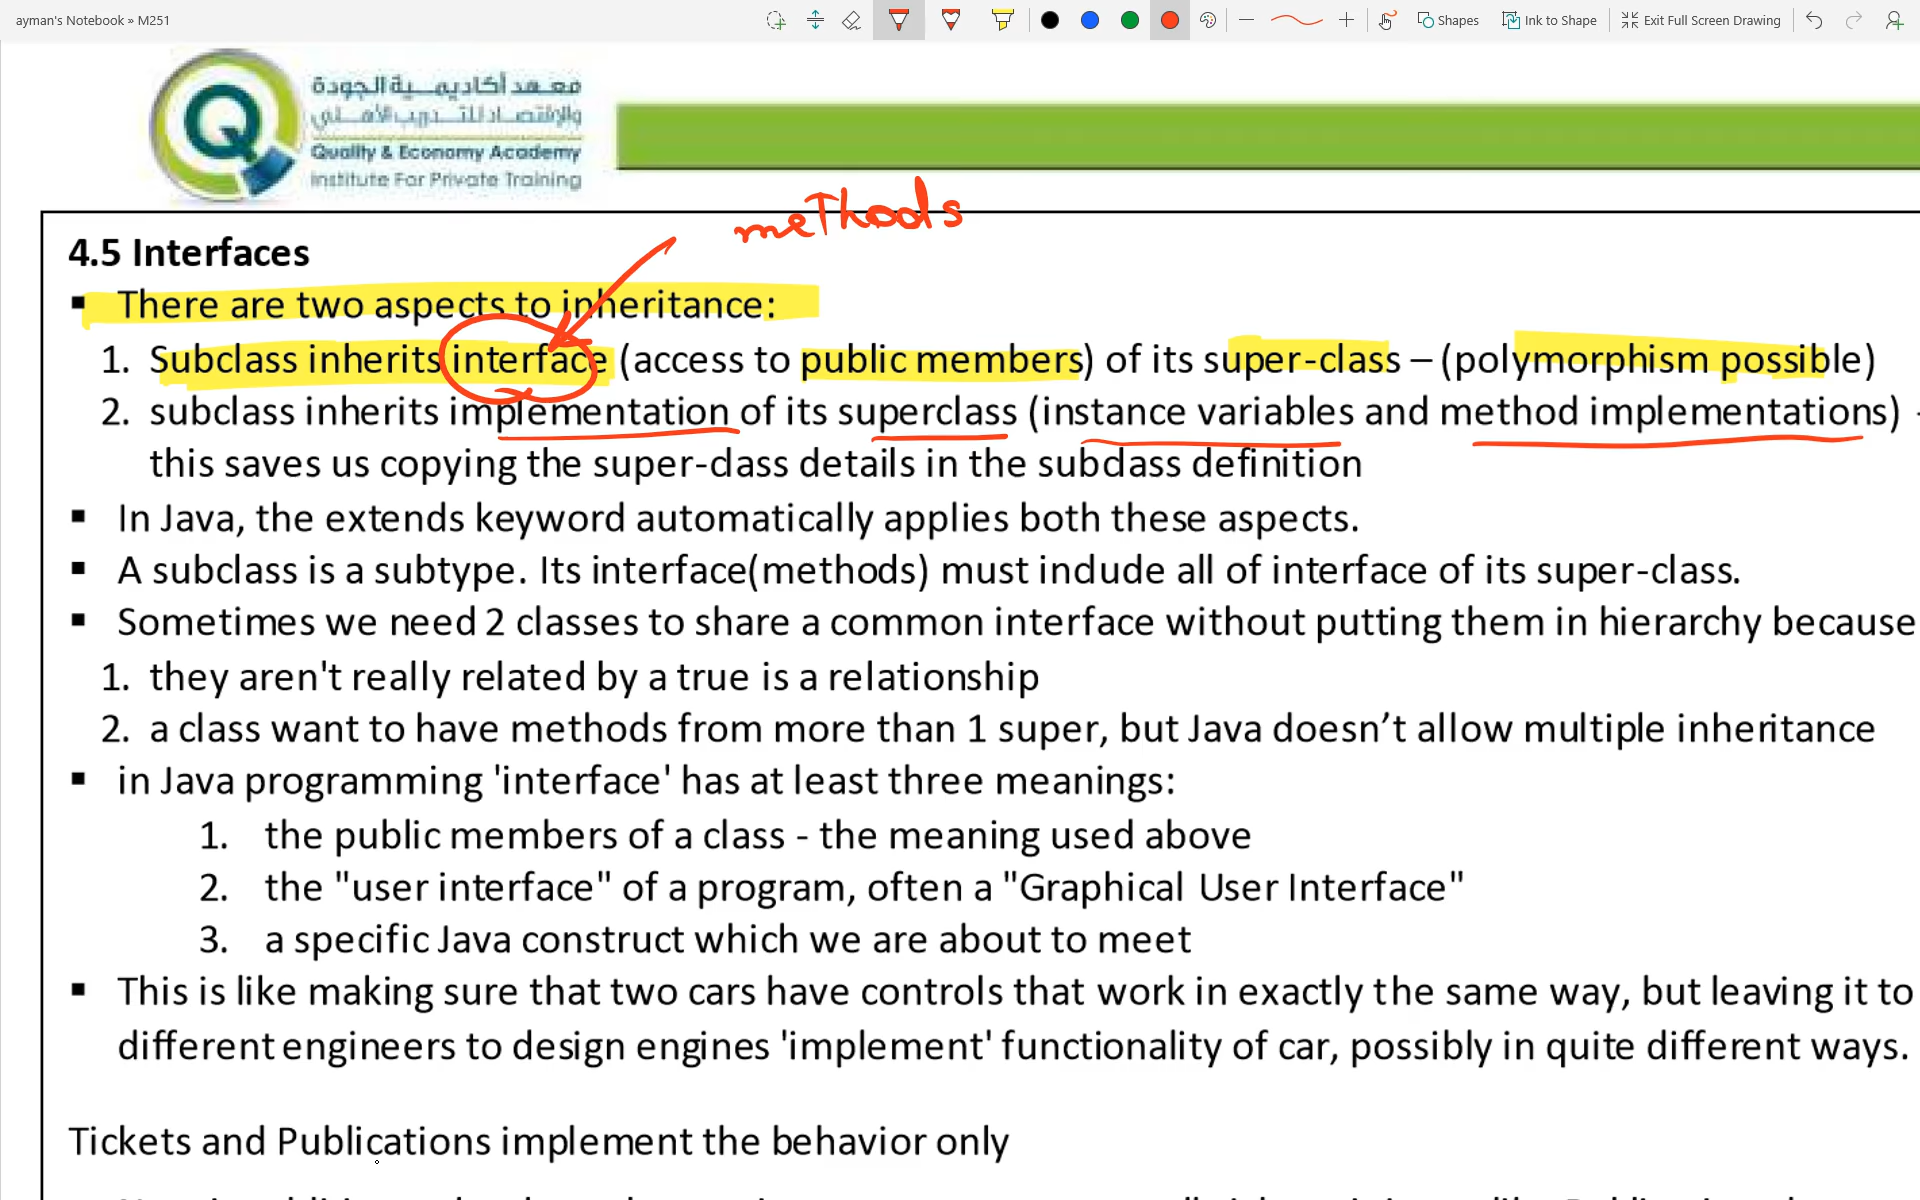 ayman's Notebook » M251
Shapes
Ink to Shape
Exit Full Screen Drawing
معهد أكاديمية الجودة
والإقتصاد للتدريب الأهلي
Quality & Economy Academy
Institute For Private Training
methods
4.5 Interfaces
▪ There are two aspects to inheritance:
1. Subclass inherits interface (access to public members) of its super-class – (polymorphism possible)
2. subclass inherits implementation of its superclass (instance variables and method implementations) -
this saves us copying the super-class details in the subclass definition
▪ In Java, the extends keyword automatically applies both these aspects.
▪ A subclass is a subtype. Its interface(methods) must include all of interface of its super-class.
▪ Sometimes we need 2 classes to share a common interface without putting them in hierarchy because
1. they aren't really related by a true is a relationship
2. a class want to have methods from more than 1 super, but Java doesn’t allow multiple inheritance
▪ in Java programming 'interface' has at least three meanings:
1. the public members of a class - the meaning used above
2. the "user interface" of a program, often a "Graphical User Interface"
3. a specific Java construct which we are about to meet
▪ This is like making sure that two cars have controls that work in exactly the same way, but leaving it to
different engineers to design engines 'implement' functionality of car, possibly in quite different ways.
Tickets and Publications implement the behavior only